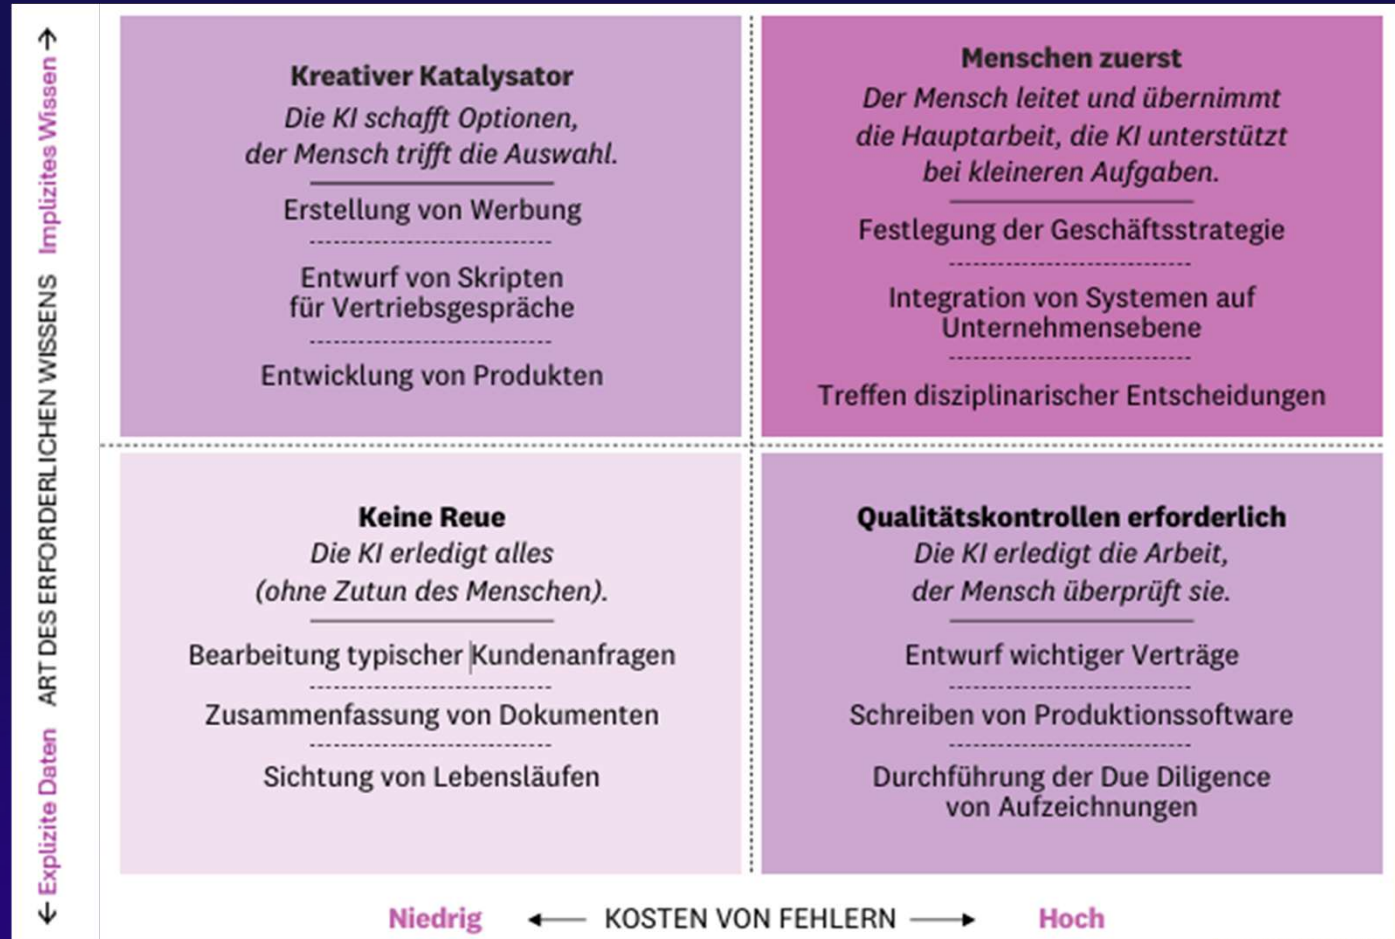 Implizites Wissen →
ART DES ERFORDERLICHEN WISSENS
← Explizite Daten
Kreativer Katalysator
Die KI schafft Optionen,
der Mensch trifft die Auswahl.
Erstellung von Werbung
Entwurf von Skripten
für Vertriebsgespräche
Entwicklung von Produkten
Menschen zuerst
Der Mensch leitet und übernimmt
die Hauptarbeit, die KI unterstützt
bei kleineren Aufgaben.
Festlegung der Geschäftsstrategie
Integration von Systemen auf
Unternehmensebene
Treffen disziplinarischer Entscheidungen
Keine Reue
Die KI erledigt alles
(ohne Zutun des Menschen).
Bearbeitung typischer Kundenanfragen
Zusammenfassung von Dokumenten
Sichtung von Lebensläufen
Qualitätskontrollen erforderlich
Die KI erledigt die Arbeit,
der Mensch überprüft sie.
Entwurf wichtiger Verträge
Schreiben von Produktionssoftware
Durchführung der Due Diligence
von Aufzeichnungen
Niedrig ← KOSTEN VON FEHLERN → Hoch